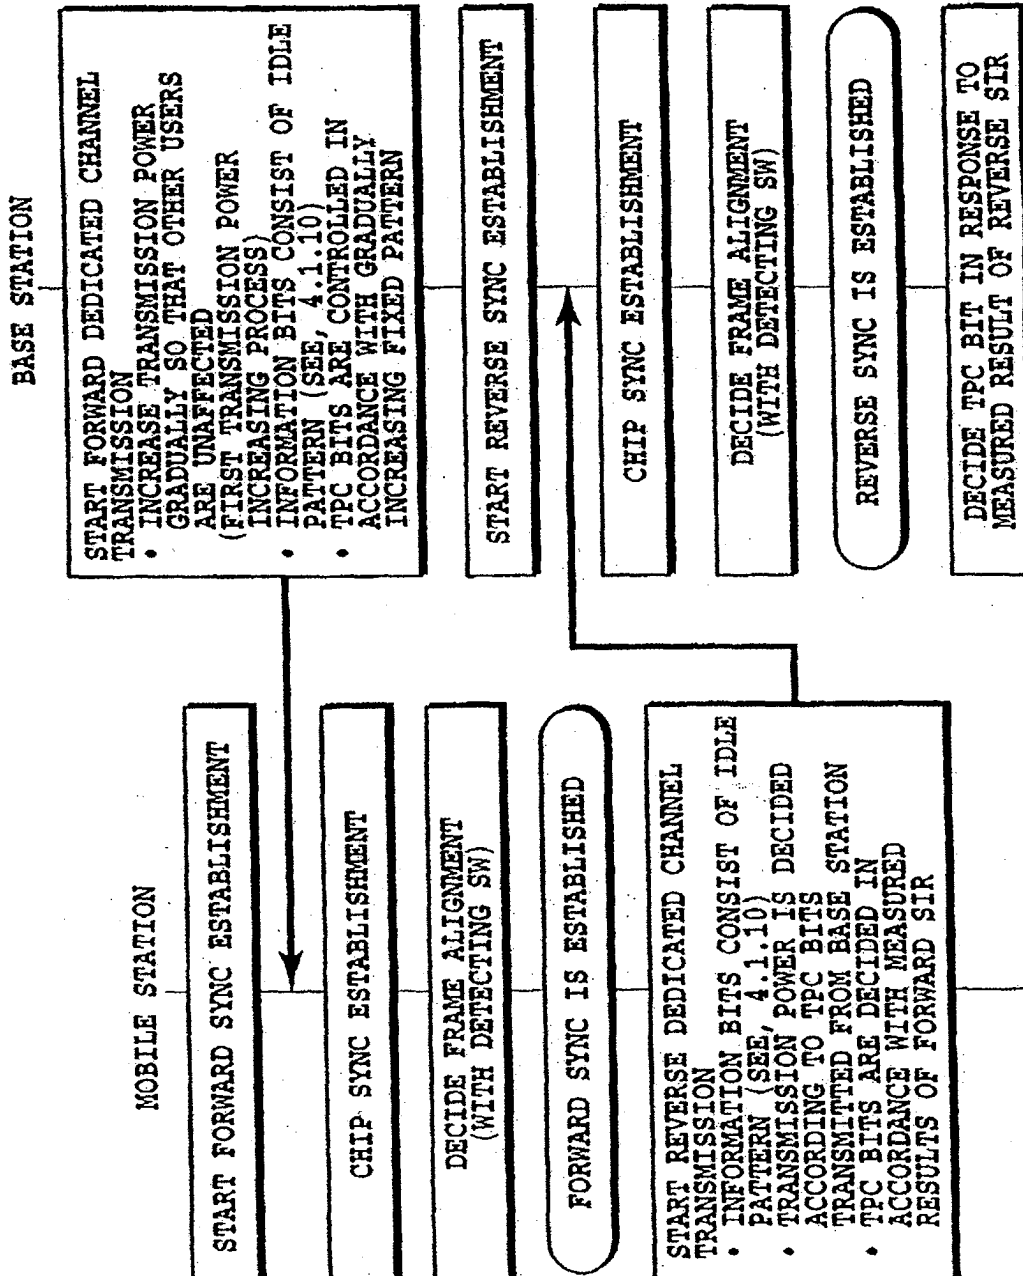 MOBILE STATION
START FORWARD SYNC ESTABLISHMENT
CHIP SYNC ESTABLISHMENT
DECIDE FRAME ALIGNMENT
(WITH DETECTING SW)
FORWARD SYNC IS ESTABLISHED
START REVERSE DEDICATED CHANNEL
TRANSMISSION
• INFORMATION BITS CONSIST OF IDLE
PATTERN (SEE, 4.1.10)
• TRANSMISSION POWER IS DECIDED
ACCORDING TO TPC BITS
TRANSMITTED FROM BASE STATION
• TPC BITS ARE DECIDED IN
ACCORDANCE WITH MEASURED
RESULTS OF FORWARD SIR
BASE STATION
START FORWARD DEDICATED CHANNEL
TRANSMISSION
• INCREASE TRANSMISSION POWER
GRADUALLY SO THAT OTHER USERS
ARE UNAFFECTED
(FIRST TRANSMISSION POWER
INCREASING PROCESS)
• INFORMATION BITS CONSIST OF IDLE
PATTERN (SEE, 4.1.10)
• TPC BITS ARE CONTROLLED IN
ACCORDANCE WITH GRADUALLY
INCREASING FIXED PATTERN
START REVERSE SYNC ESTABLISHMENT
CHIP SYNC ESTABLISHMENT
DECIDE FRAME ALIGNMENT
(WITH DETECTING SW)
REVERSE SYNC IS ESTABLISHED
DECIDE TPC BIT IN RESPONSE TO
MEASURED RESULT OF REVERSE SIR